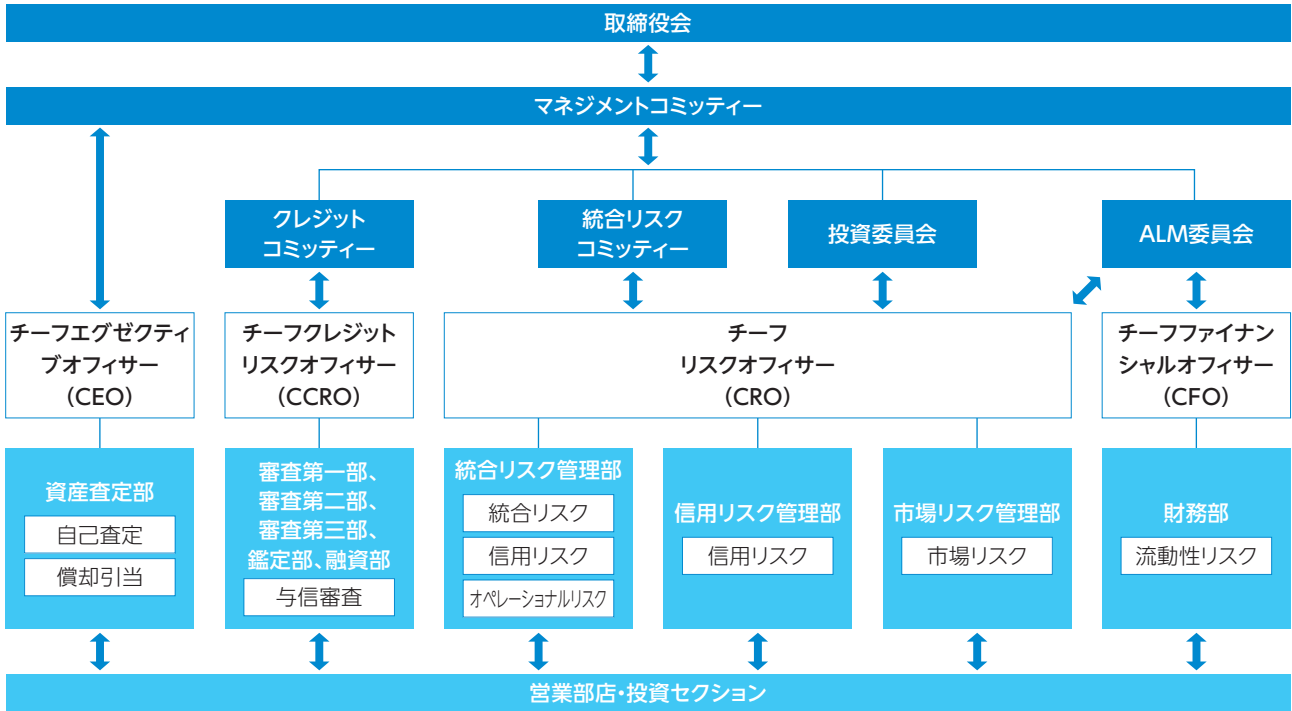 取締役会
マネジメントコミッティー
クレジット
コミッティー
統合リスク
コミッティー
投資委員会
ALM委員会
チーフエグゼクティ
ブオフィサー
(CEO)
チーフクレジット
リスクオフィサー
(CCRO)
チーフ
リスクオフィサー
(CRO)
チーフファイナン
シャルオフィサー
(CFO)
資産査定部
自己査定
償却引当
審査第一部、
審査第二部、
審査第三部、
鑑定部、融資部
与信審査
統合リスク管理部
統合リスク
信用リスク
オペレーショナルリスク
信用リスク管理部
信用リスク
市場リスク管理部
市場リスク
財務部
流動性リスク
営業部店・投資セクション